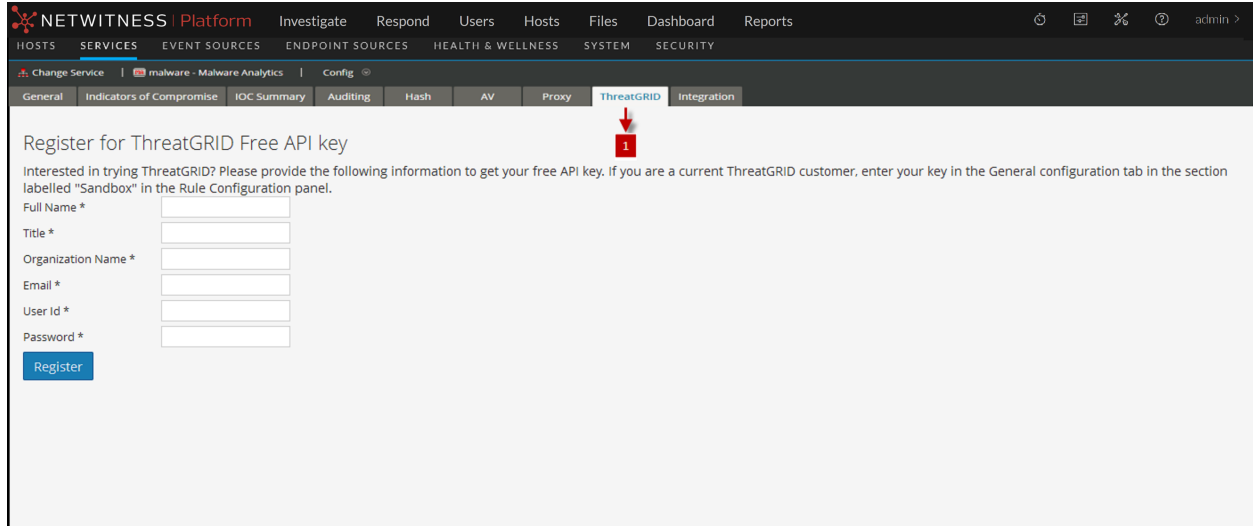 NETWITNESS | Platform Investigate Respond Users Hosts Files Dashboard Reports admin >
HOSTS SERVICES EVENT SOURCES ENDPOINT SOURCES HEALTH & WELLNESS SYSTEM SECURITY
Change Service | malware - Malware Analytics | Config
General Indicators of Compromise IOC Summary Auditing Hash AV Proxy ThreatGRID Integration
1
Register for ThreatGRID Free API key
Interested in trying ThreatGRID? Please provide the following information to get your free API key. If you are a current ThreatGRID customer, enter your key in the General configuration tab in the section
labelled "Sandbox" in the Rule Configuration panel.
Full Name *
Title *
Organization Name *
Email *
User Id *
Password *
Register